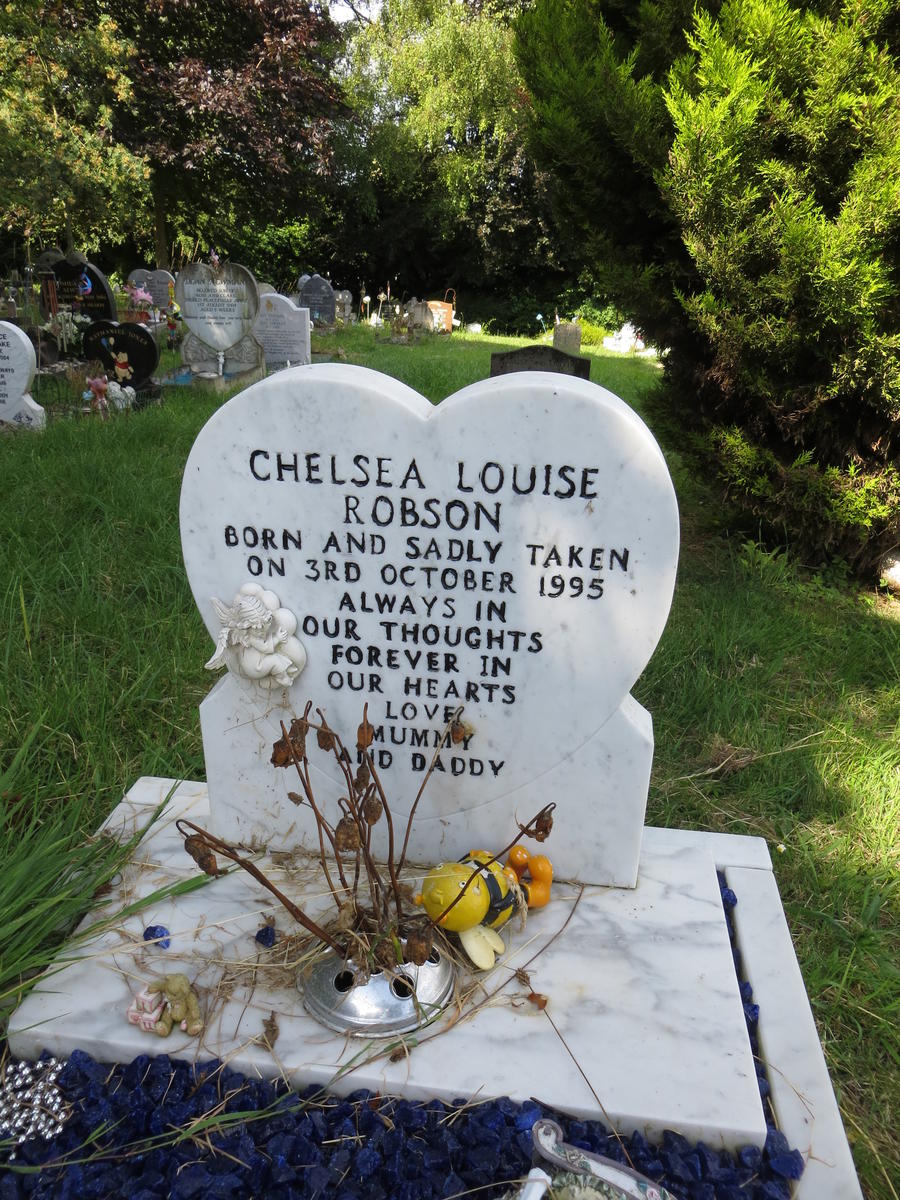 CHELSEA LOUISE
ROBSON
BORN AND SADLY TAKEN
ON 3RD OCTOBER 1995
ALWAYS IN
OUR THOUGHTS
FOREVER IN
OUR HEARTS
LOVE
MUMMY
AND DADDY